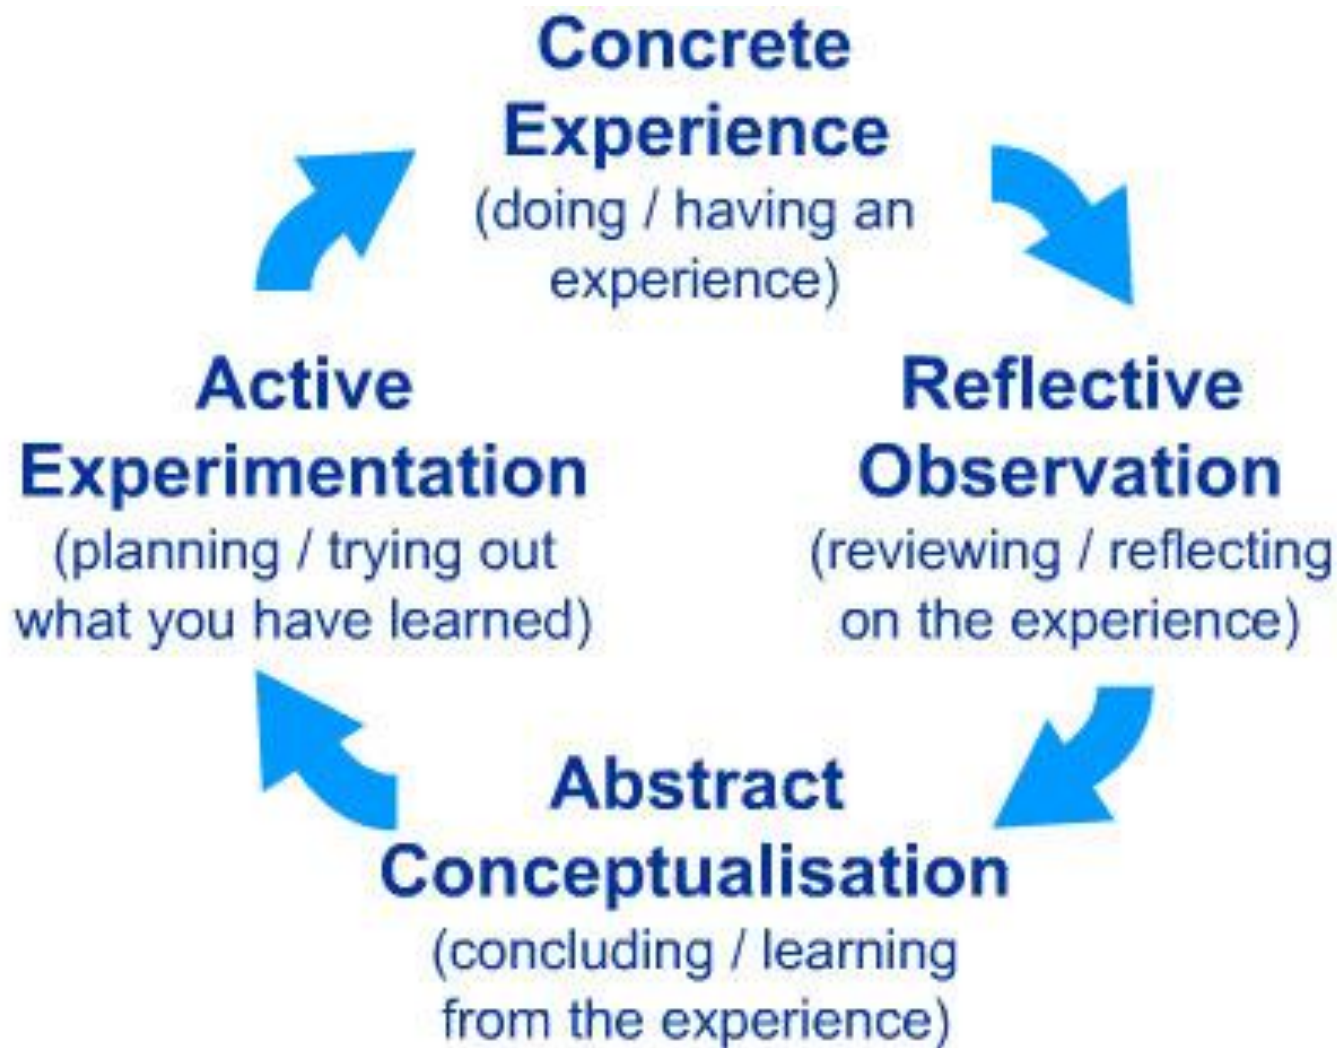 Concrete
Experience
(doing / having an
experience)
Reflective
Observation
(reviewing / reflecting
on the experience)
Abstract
Conceptualisation
(concluding / learning
from the experience)
Active
Experimentation
(planning / trying out
what you have learned)